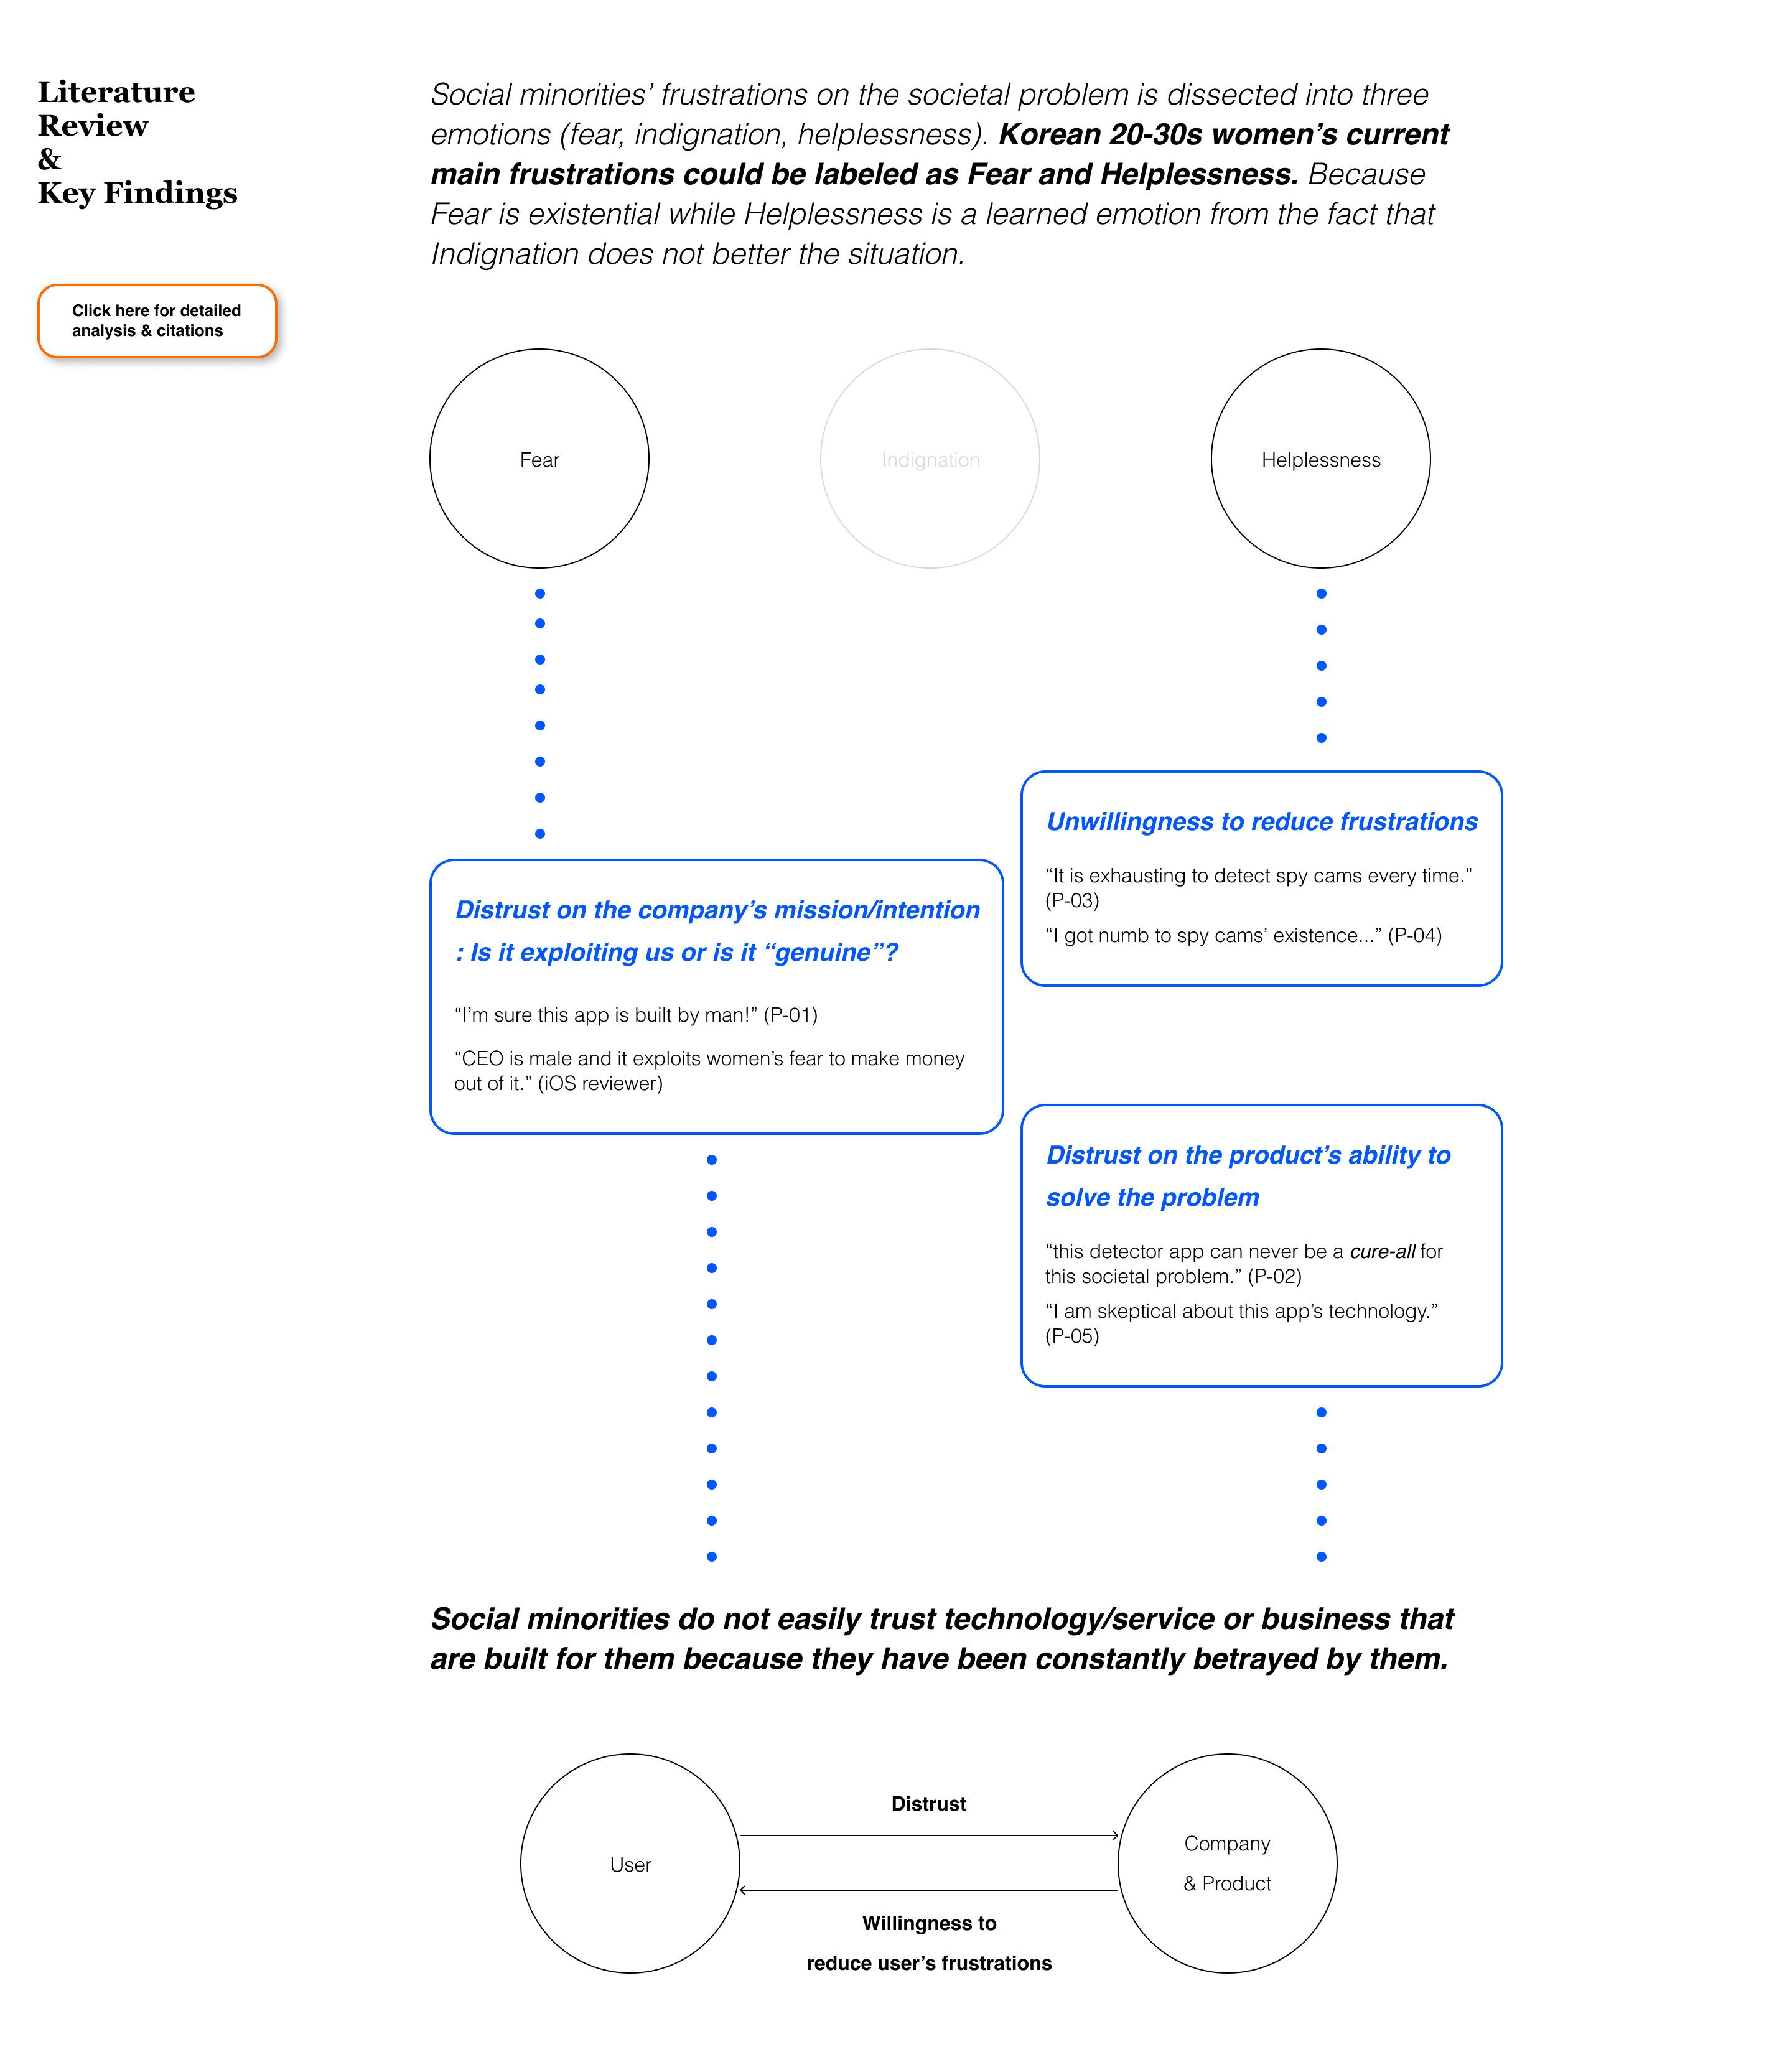 Literature
Review
&
Key Findings
Click here for detailed
analysis & citations
Social minorities’ frustrations on the societal problem is dissected into three
emotions (fear, indignation, helplessness). Korean 20-30s women’s current
main frustrations could be labeled as Fear and Helplessness. Because
Fear is existential while Helplessness is a learned emotion from the fact that
Indignation does not better the situation.
Fear
Indignation
Helplessness
Unwillingness to reduce frustrations
“It is exhausting to detect spy cams every time.”
(P-03)
“I got numb to spy cams’ existence...” (P-04)
Distrust on the company’s mission/intention
: Is it exploiting us or is it “genuine”?
“I’m sure this app is built by man!” (P-01)
“CEO is male and it exploits women’s fear to make money
out of it.” (iOS reviewer)
Distrust on the product’s ability to
solve the problem
“this detector app can never be a cure-all for
this societal problem.” (P-02)
“I am skeptical about this app’s technology.”
(P-05)
Social minorities do not easily trust technology/service or business that
are built for them because they have been constantly betrayed by them.
User
Distrust
Company
& Product
Willingness to
reduce user’s frustrations